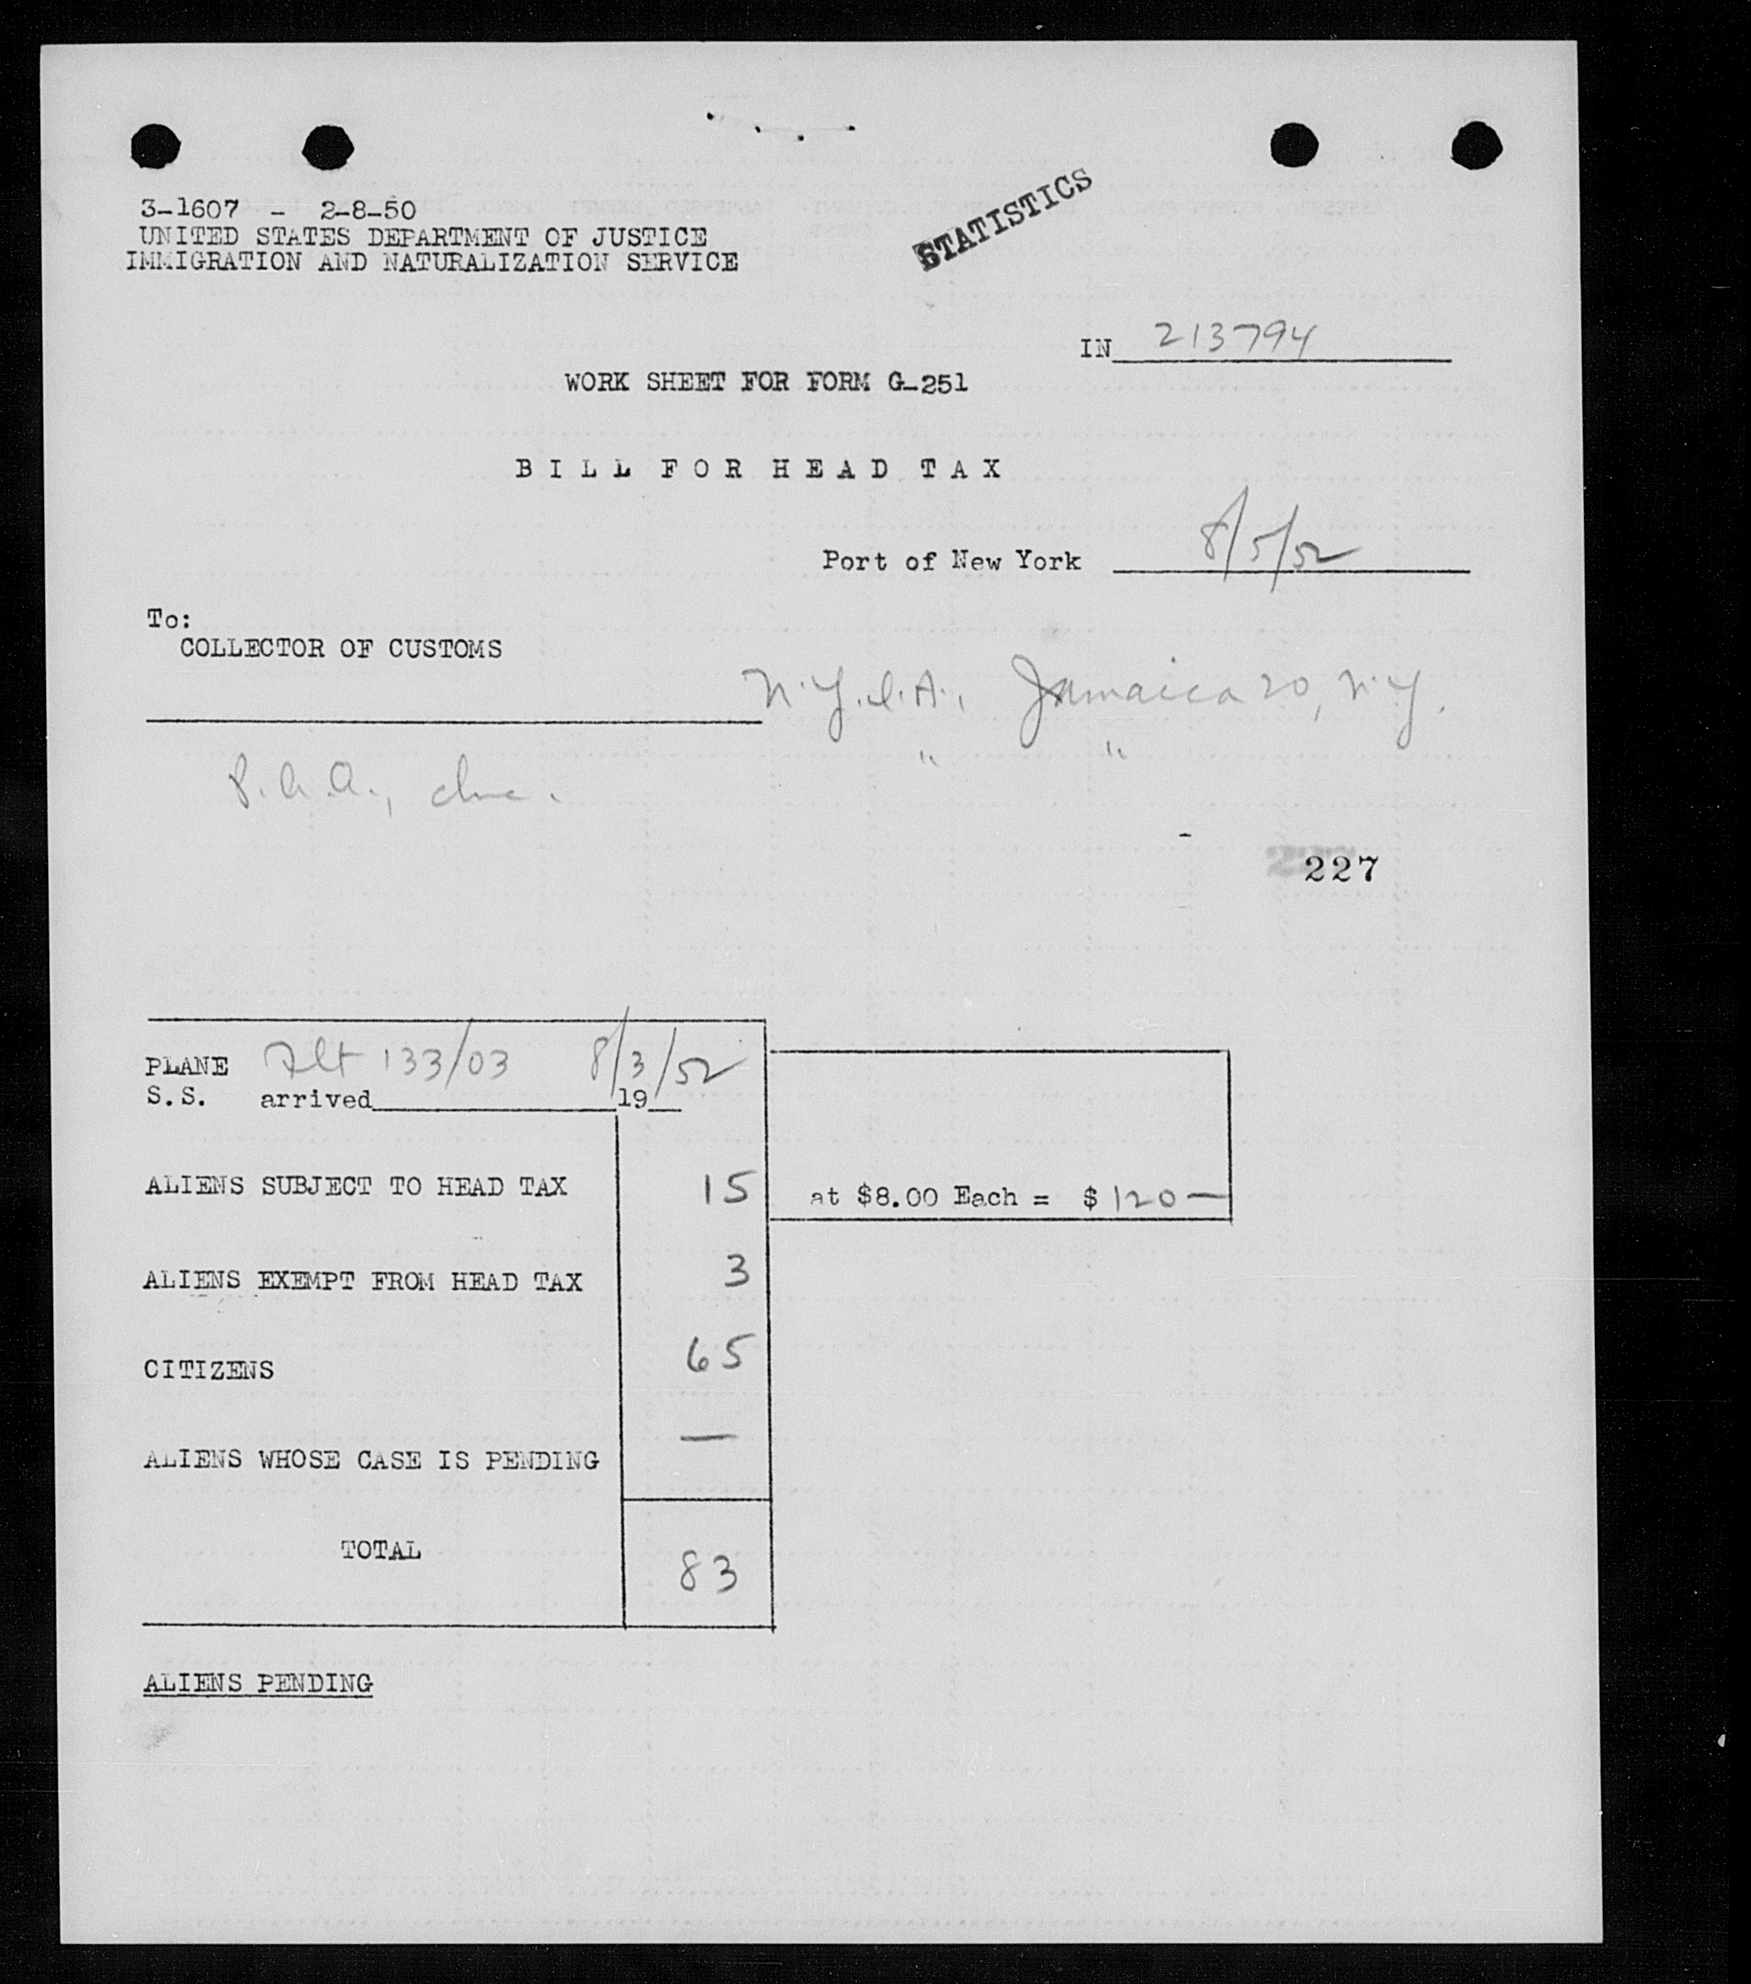 3-1607 - 2-8-50
UNITED STATES DEPARTMENT OF JUSTICE
IMMIGRATION AND NATURALIZATION SERVICE
STATISTICS
IN 213794
WORK SHEET FOR FORM G-251
BILL FOR HEAD TAX
Port of New York 8/5/52
To:
COLLECTOR OF CUSTOMS
N.Y.I.A., Jamaica 20, N.Y.
" "
P.A.A., Inc.
227
PLANE Flt 133/03 8/3/52
S.S. arrived 19
ALIENS SUBJECT TO HEAD TAX 15 at $8.00 Each = $120—
ALIENS EXEMPT FROM HEAD TAX 3
CITIZENS 65
ALIENS WHOSE CASE IS PENDING —
TOTAL 83
ALIENS PENDING